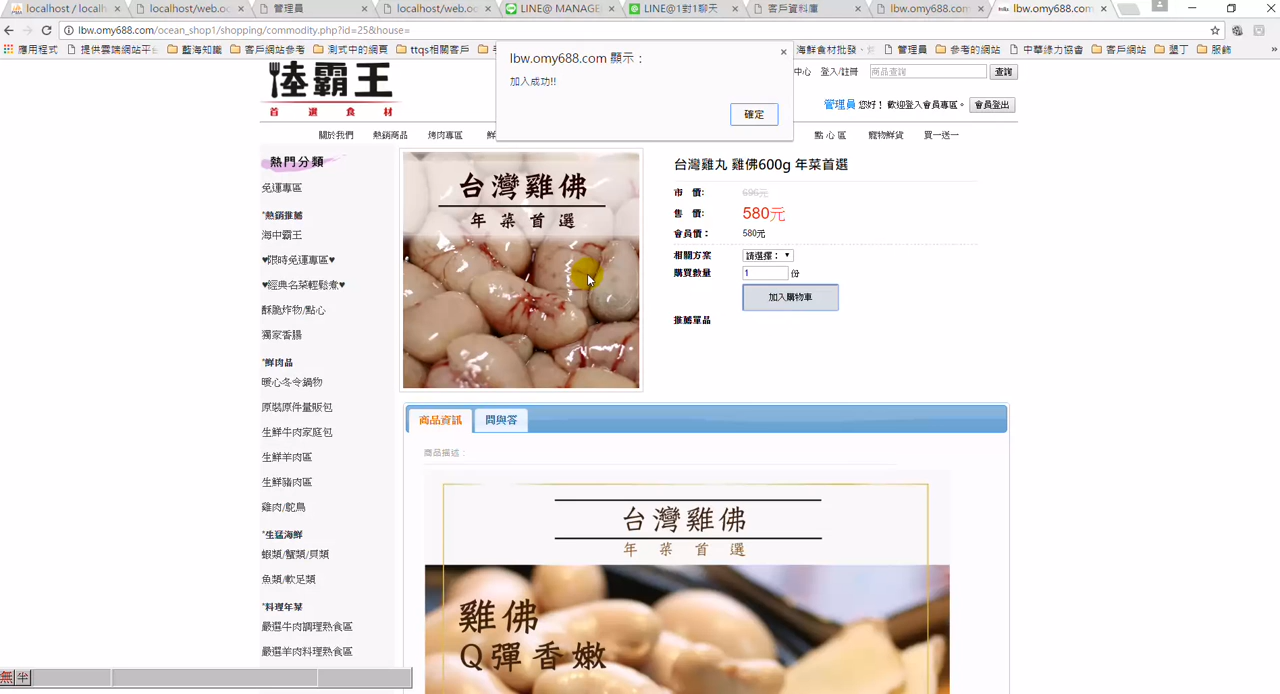 localhost / localh
localhost/web.oc
管理員
localhost/web.oc
LINE@ MANAGE
LINE@1對1聊天
客戶資料庫
lbw.omy688.com
lbw.omy688.com
lbw.omy688.com/ocean_shop1/shopping/commodity.php?id=25&house=
應用程式
提供雲端網站平台
藍海知識
客戶網站參考
測式中的網頁
ttqs相關客戶
海鮮食材批發、
管理員
參考的網站
中華緣力協會
客戶網站
墾丁
服飾
»
lbw.omy688.com 顯示：
加入成功!!
確定
陸霸王
首選食材
中心 登入/註冊 商品查詢 查詢
管理員 您好！ 歡迎登入會員專區。 會員登出
關於我們 熱銷商品 烤肉專區 點心區 寵物鮮貨 買一送一
熱門分類
免運專區
*熱銷推薦
海中霸王
♥限時免運專區♥
♥經典名菜輕鬆煮♥
酥脆炸物/點心
獨家香腸
*鮮肉品
暖心冬令鍋物
原裝原件量販包
生鮮牛肉家庭包
生鮮羊肉區
生鮮豬肉區
雞肉/鴕鳥
*生猛海鮮
蝦類/蟹類/貝類
魚類/軟足類
*料理年菜
嚴選牛肉調理熟食區
嚴選羊肉料理熟食區
台灣雞佛
年菜首選
台灣雞丸 雞佛600g 年菜首選
市 價: 696元
售 價: 580元
會員價： 580元
相關方案 請選擇：
購買數量 1 份
加入購物車
推薦單品
商品資訊 問與答
商品描述：
台灣雞佛
年菜首選
雞佛
Q彈香嫩
無 半